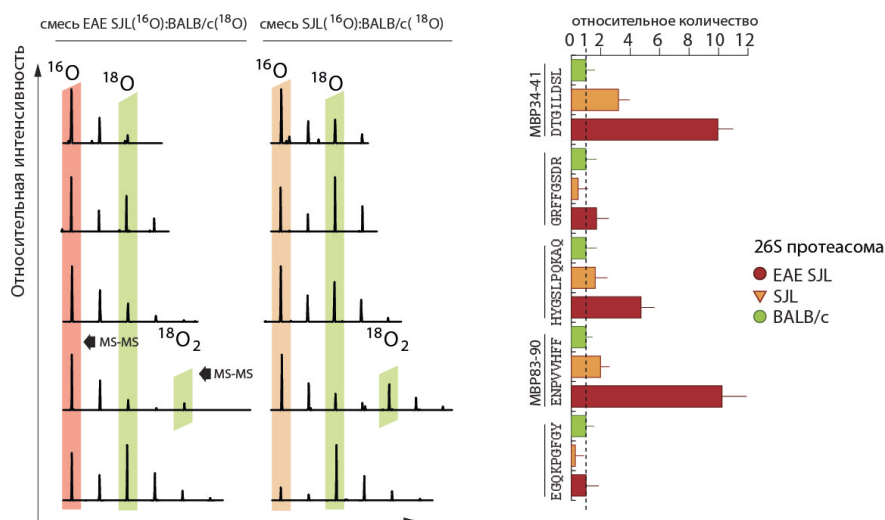 смесь EAE SJL(16O):BALB/c(18O)
смесь SJL(16O):BALB/c( 18O)
16O
18O
16O
18O
Относительная интенсивность
MS-MS
18O2
MS-MS
18O2
относительное количество
0 1 2 4 6 8 10 12
MBP34-41
DTGILDSL
GRFFGSDR
HYGSLPQKAQ
MBP83-90
ENPVVHFF
EGQKPGFGY
26S протеасома
EAE SJL
SJL
BALB/c